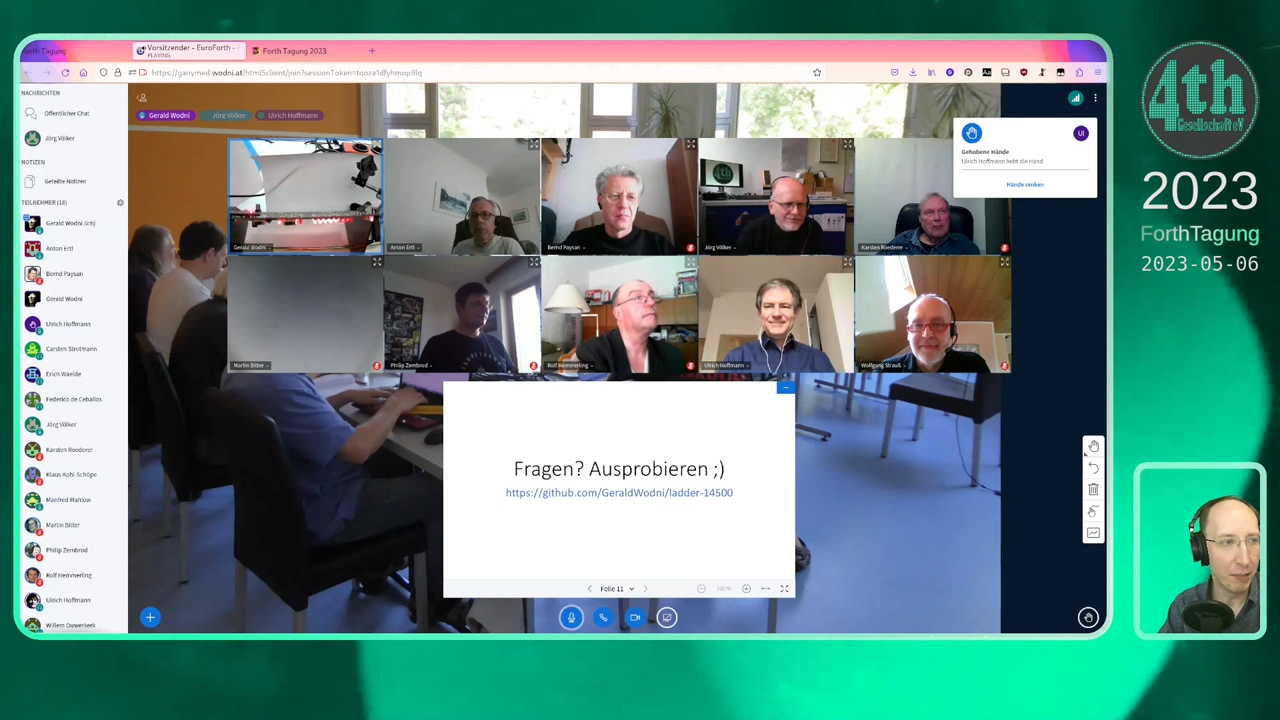 Forth Tagung
Vorsitzender - EuroForth -
PLAYING
Forth Tagung 2023
https://ganymed.wodni.at/html5client/join?sessionToken=tqoza1dfyhmop9lq
NACHRICHTEN
Öffentlicher Chat
Jörg Völker
NOTIZEN
Geteilte Notizen
TEILNEHMER (18)
Gerald Wodni (Ich)
Anton Ertl
Bernd Paysan
Gerald Wodni
Ulrich Hoffmann
Carsten Strotmann
Erich Waelde
Federico de Ceballos
Jörg Völker
Karsten Roederer
Klaus Kohl-Schöpe
Manfred Mahlow
Martin Bitter
Philip Zembrod
Rolf Hemmerling
Ulrich Hoffmann
Willem Ouwerkerk
Gerald Wodni
Jörg Völker
Ulrich Hoffmann
Gerald Wodni
Anton Ertl
Bernd Paysan
Jörg Völker
Karsten Roederer
Martin Bitter
Philip Zembrod
Rolf Hemmerling
Ulrich Hoffmann
Wolfgang Strauß
Ul
Gehobene Hände
Ulrich Hoffmann hebt die Hand
Hände senken
Fragen? Ausprobieren ;)
https://github.com/GeraldWodni/ladder-14500
Folie 11
100 %
4th
Gesellschaft eV
2023
ForthTagung
2023-05-06